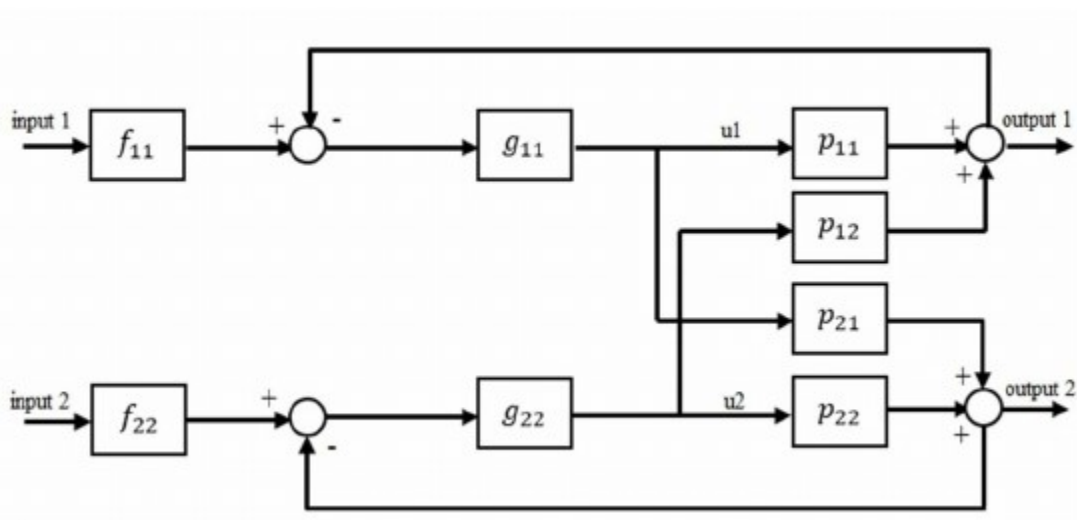 input 1
f₁₁
+
-
g₁₁
u1
p₁₁
+
+
output 1
p₁₂
p₂₁
input 2
f₂₂
+
-
g₂₂
u2
p₂₂
+
+
output 2